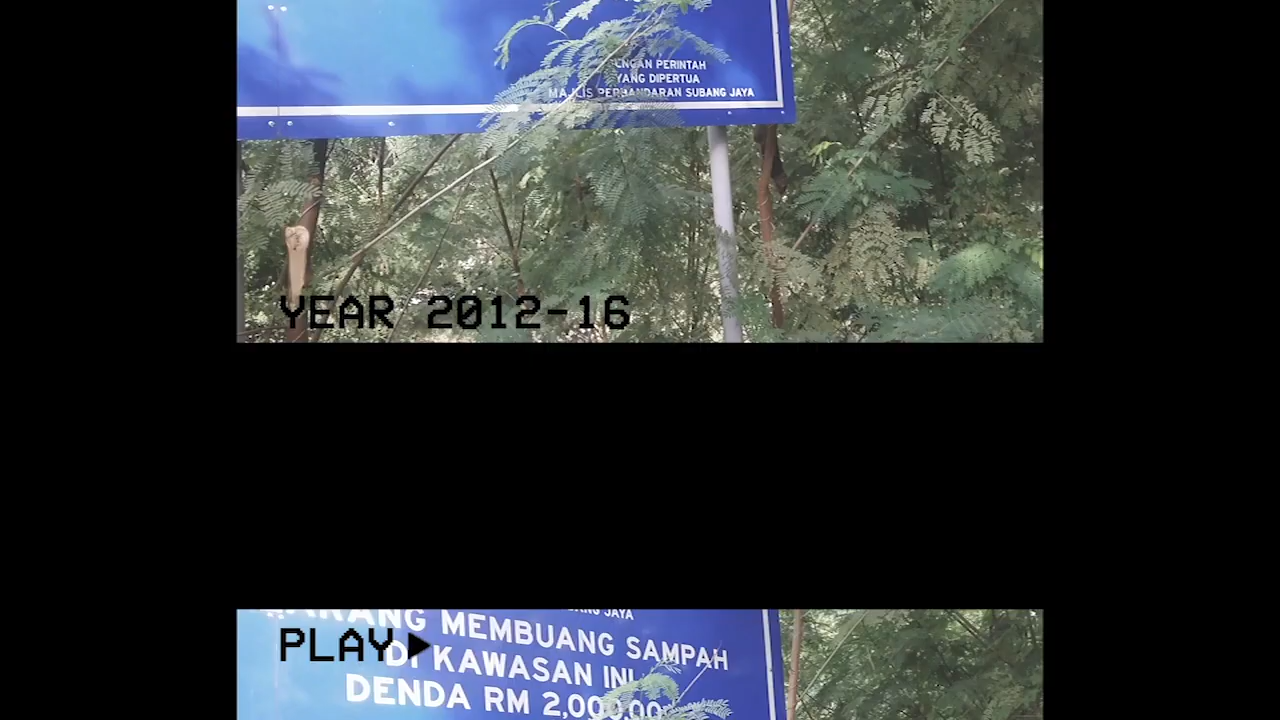 PERINTAH
YANG DIPERTUA
MAJLIS PERBANDARAN SUBANG JAYA
YEAR 2012-16
JAYA
MEMBUANG SAMPAH
PLAY
DI KAWASAN INI
DENDA RM 2,000.00